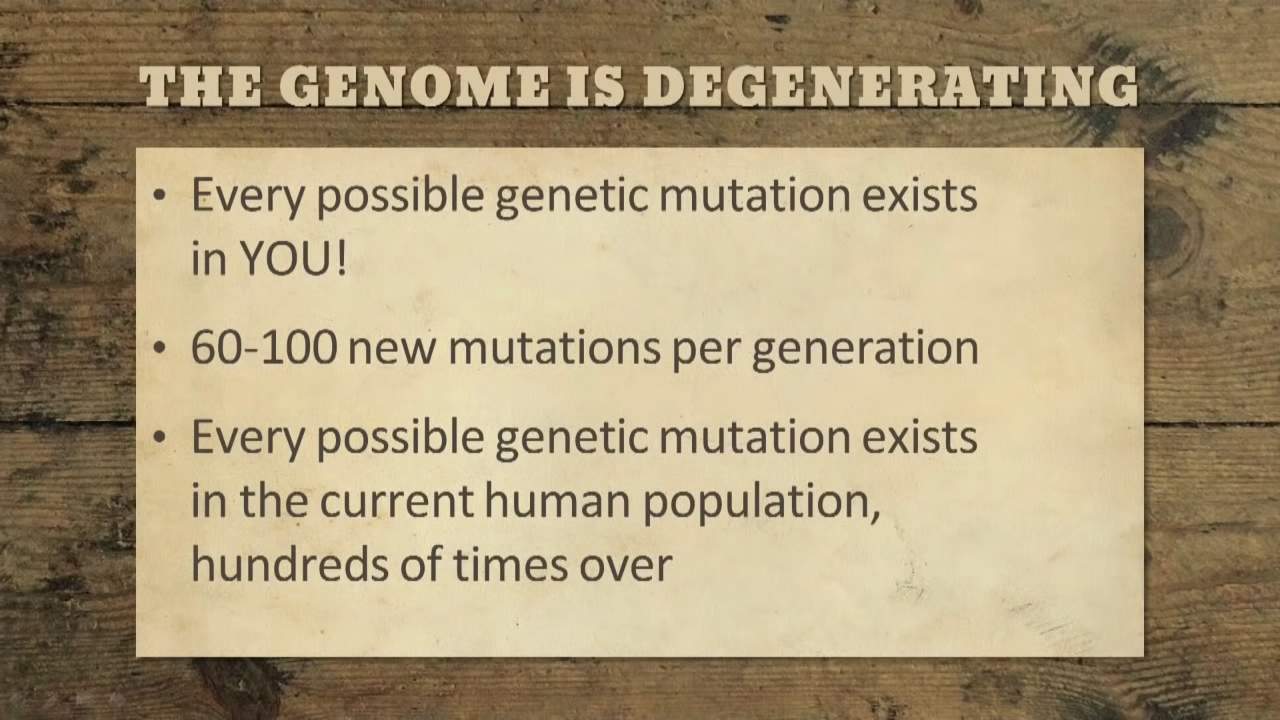 THE GENOME IS DEGENERATING
• Every possible genetic mutation exists
in YOU!
• 60-100 new mutations per generation
• Every possible genetic mutation exists
in the current human population,
hundreds of times over